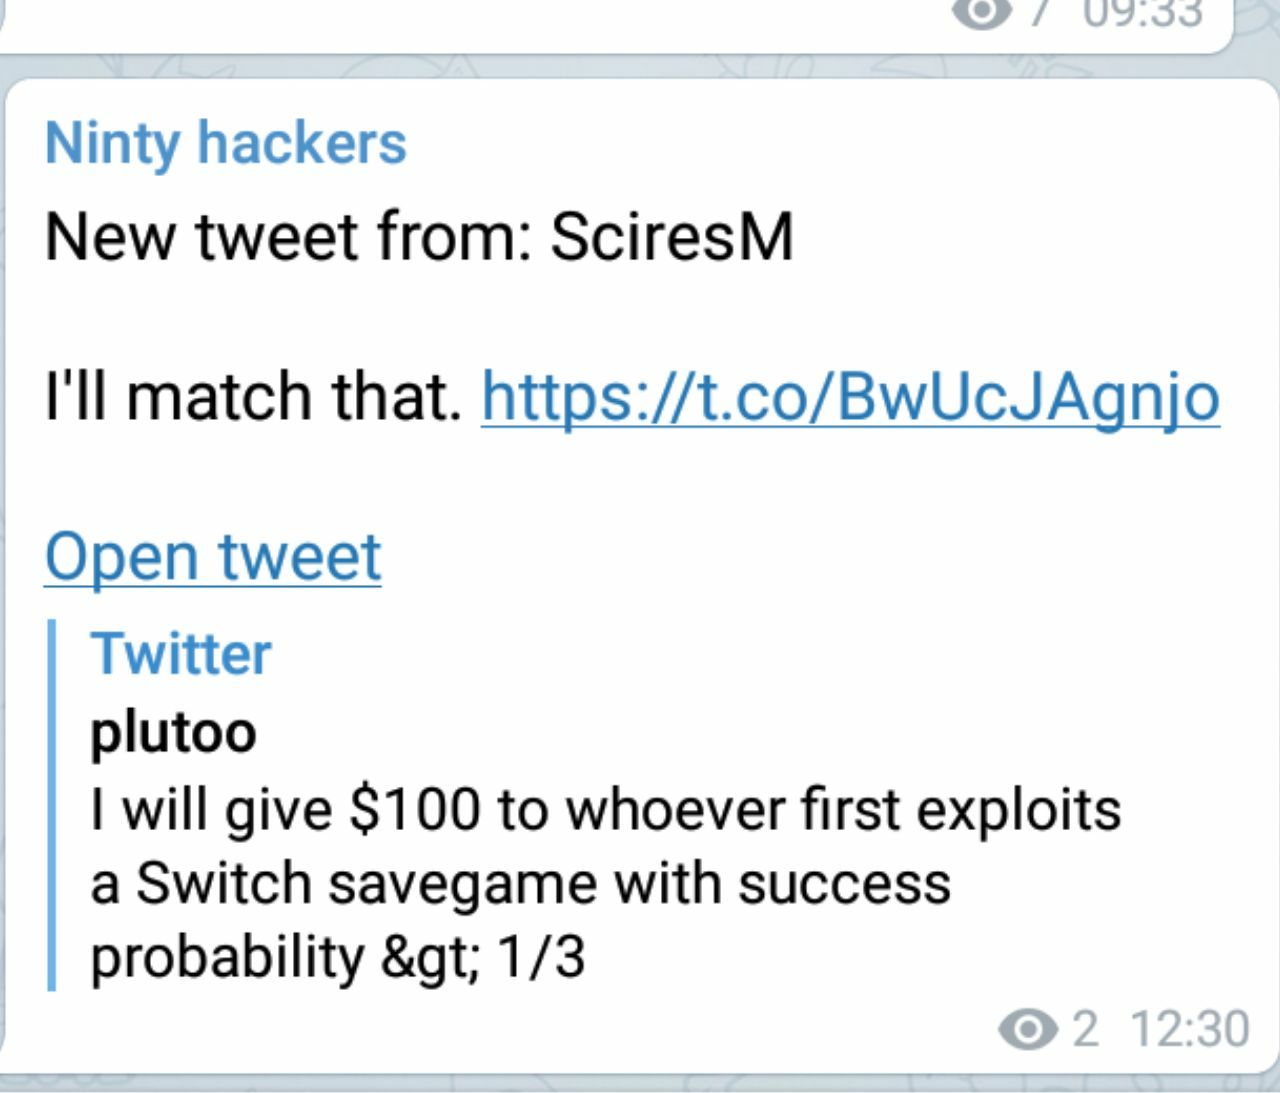 7 09:33
Ninty hackers
New tweet from: SciresM
I'll match that. https://t.co/BwUcJAgnjo
Open tweet
Twitter
plutoo
I will give $100 to whoever first exploits
a Switch savegame with success
probability &gt; 1/3
2 12:30